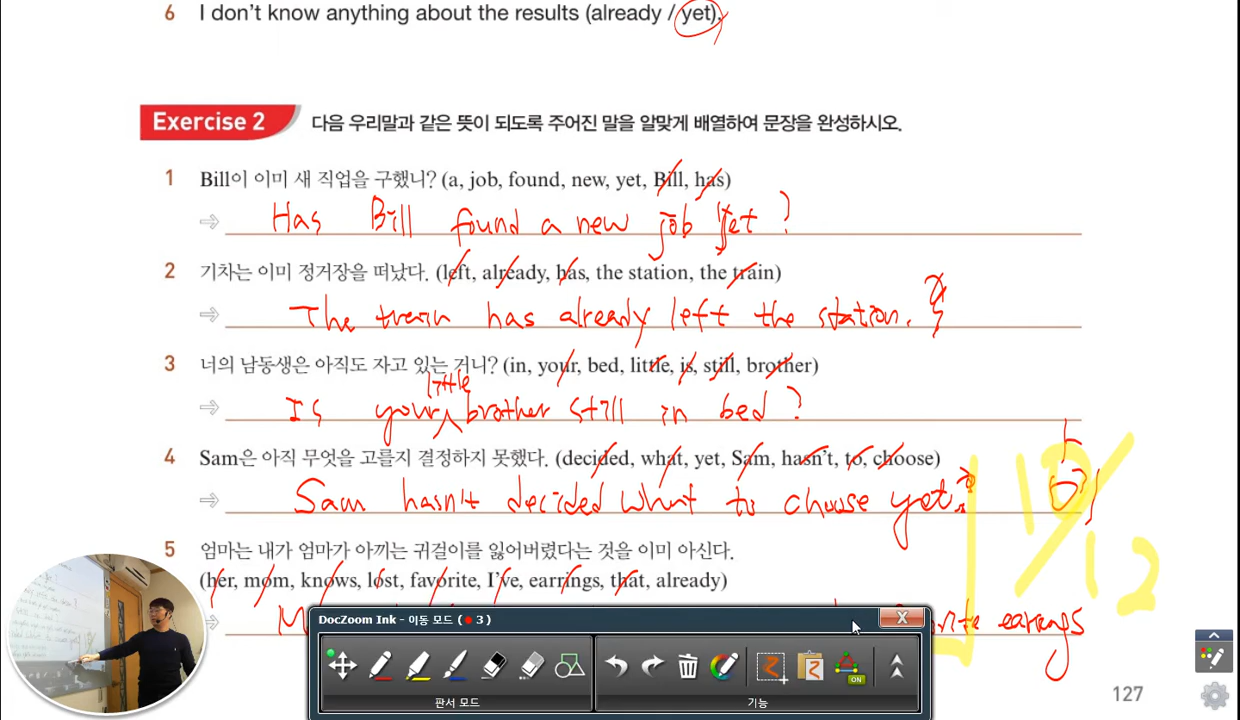 6 I don't know anything about the results (already / yet).
Exercise 2 다음 우리말과 같은 뜻이 되도록 주어진 말을 알맞게 배열하여 문장을 완성하시오.
1 Bill이 이미 새 직업을 구했니? (a, job, found, new, yet, Bill, has)
⇨ Has Bill found a new job yet ?
2 기차는 이미 정거장을 떠났다. (left, already, has, the station, the train)
⇨ The train has already left the station.
3 너의 남동생은 아직도 자고 있는 거니? (in, your, bed, little, is, still, brother)
little
⇨ Is your brother still in bed ?
4 Sam은 아직 무엇을 고를지 결정하지 못했다. (decided, what, yet, Sam, hasn't, to, choose)
⇨ Sam hasn't decided what to choose yet.
5 엄마는 내가 엄마가 아끼는 귀걸이를 잃어버렸다는 것을 이미 아신다.
(her, mom, knows, lost, favorite, I've, earrings, that, already)
earrings
12
DocZoom Ink - 이동 모드 ( 3 )
X
ON
판서 모드
기능
127